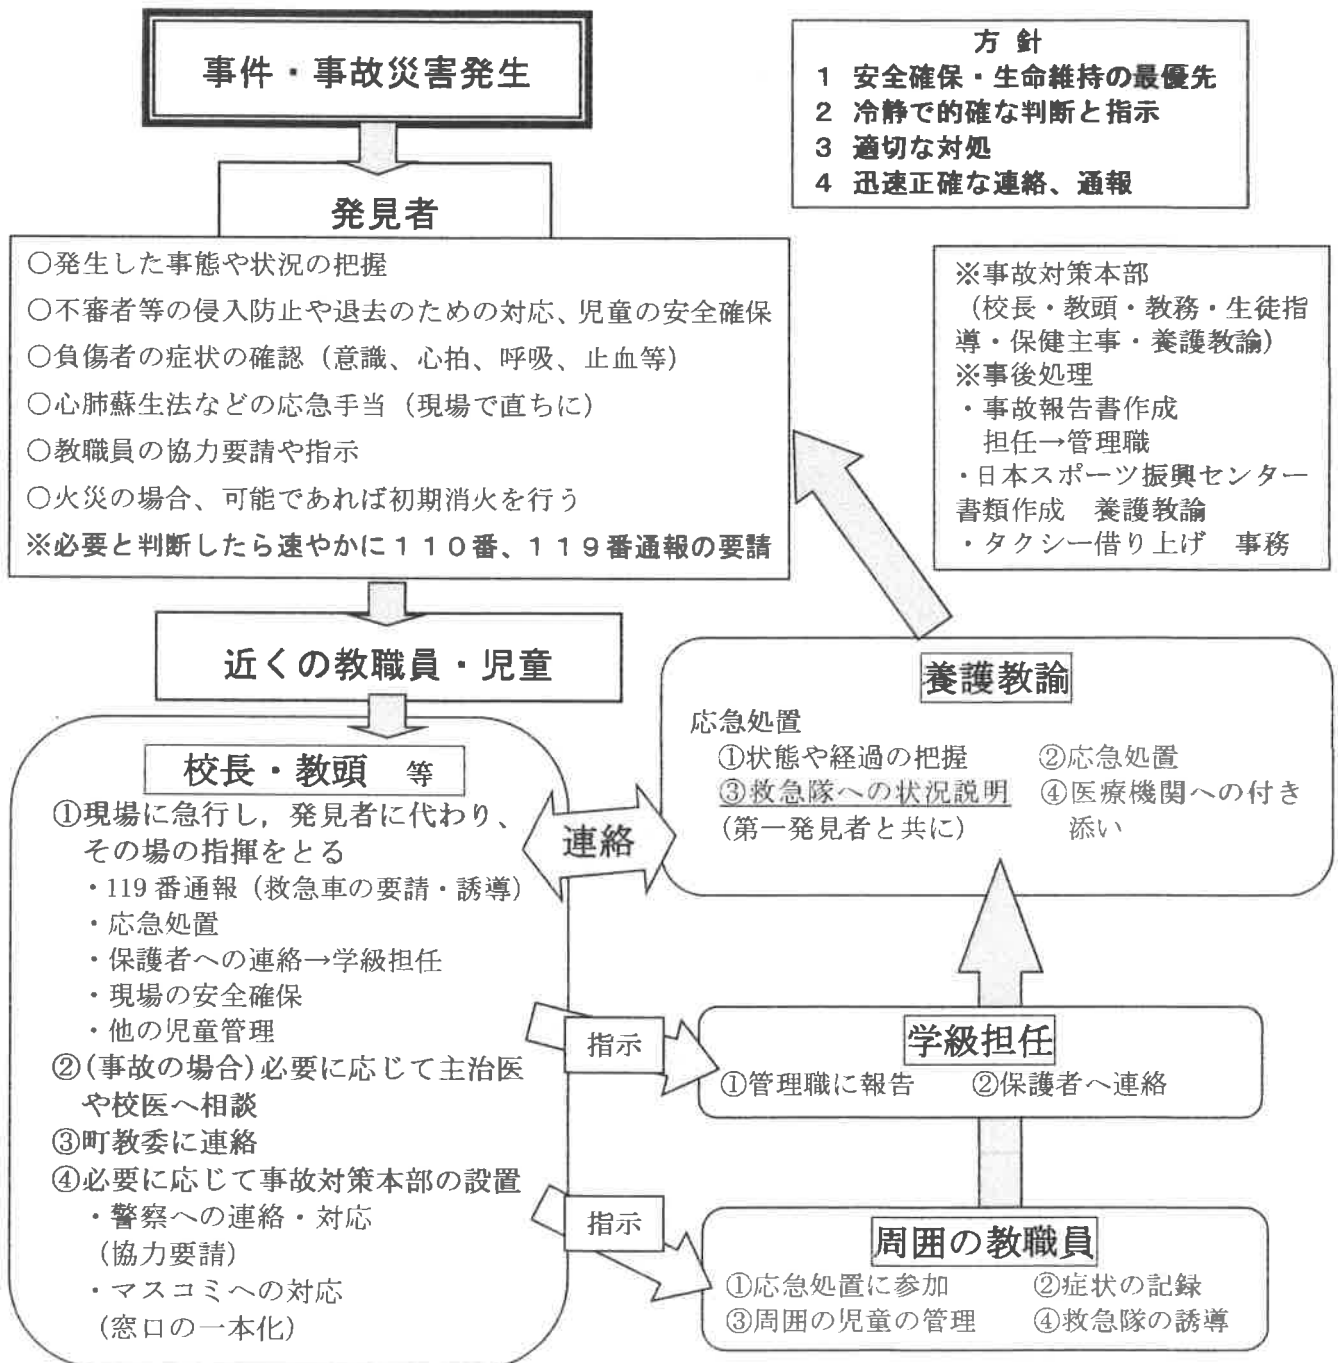 事件・事故災害発生
方 針
1 安全確保・生命維持の最優先
2 冷静で的確な判断と指示
3 適切な対処
4 迅速正確な連絡、通報
発見者
○発生した事態や状況の把握
○不審者等の侵入防止や退去のための対応、児童の安全確保
○負傷者の症状の確認（意識、心拍、呼吸、止血等）
○心肺蘇生法などの応急手当（現場で直ちに）
○教職員の協力要請や指示
○火災の場合、可能であれば初期消火を行う
※必要と判断したら速やかに１１０番、１１９番通報の要請
※事故対策本部
（校長・教頭・教務・生徒指
導・保健主事・養護教諭）
※事後処理
・事故報告書作成
担任→管理職
・日本スポーツ振興センター
書類作成　養護教諭
・タクシー借り上げ　事務
近くの教職員・児童
校長・教頭　等
①現場に急行し，発見者に代わり、
その場の指揮をとる
・119番通報（救急車の要請・誘導）
・応急処置
・保護者への連絡→学級担任
・現場の安全確保
・他の児童管理
②(事故の場合)必要に応じて主治医
や校医へ相談
③町教委に連絡
④必要に応じて事故対策本部の設置
・警察への連絡・対応
（協力要請）
・マスコミへの対応
（窓口の一本化）
連絡
養護教諭
応急処置
①状態や経過の把握　②応急処置
③救急隊への状況説明　④医療機関への付き
（第一発見者と共に）　添い
指示
学級担任
①管理職に報告　②保護者へ連絡
指示
周囲の教職員
①応急処置に参加　②症状の記録
③周囲の児童の管理　④救急隊の誘導